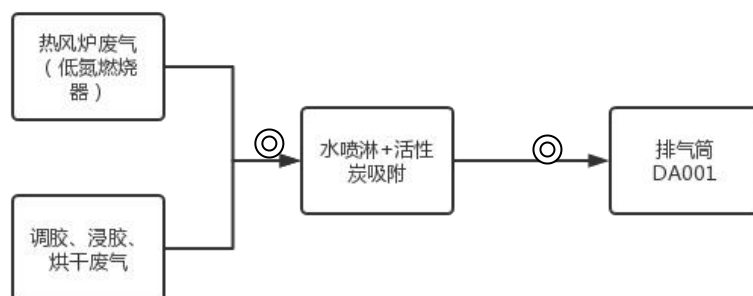 热风炉废气
（低氮燃烧
器）
水喷淋+活性
炭吸附
排气筒
DA001
调胶、浸胶、
烘干废气